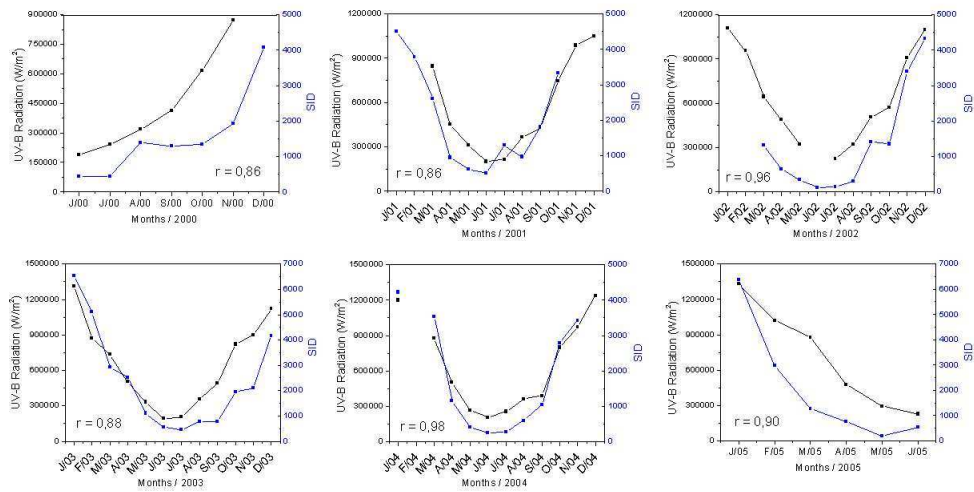 900000
750000
600000
450000
300000
150000
UV-B Radiation (W/m²)
5000
4000
3000
2000
1000
0
SID
r = 0,86
J/00 J/00 A/00 S/00 O/00 N/00 D/00
Months / 2000
1200000
900000
600000
300000
0
UV-B Radiation (W/m²)
5000
4000
3000
2000
1000
0
SID
r = 0,86
J/01 F/01 M/01 A/01 M/01 J/01 J/01 A/01 S/01 O/01 N/01 D/01
Months / 2001
1200000
900000
600000
300000
0
UV-B Radiation (W/m²)
5000
4000
3000
2000
1000
0
SID
r = 0,96
J/02 F/02 M/02 A/02 M/02 J/02 J/02 A/02 S/02 O/02 N/02 D/02
Months / 2002
1500000
1200000
900000
600000
300000
0
UV-B Radiation (W/m²)
7000
6000
5000
4000
3000
2000
1000
0
SID
r = 0,88
J/03 F/03 M/03 A/03 M/03 J/03 J/03 A/03 S/03 O/03 N/03 D/03
Months / 2003
1500000
1200000
900000
600000
300000
0
UV-B Radiation (W/m²)
5000
4000
3000
2000
1000
0
SID
r = 0,98
J/04 F/04 M/04 A/04 M/04 J/04 J/04 A/04 S/04 O/04 N/04 D/04
Months / 2004
1500000
1200000
900000
600000
300000
0
UV-B Radiation (W/m²)
7000
6000
5000
4000
3000
2000
1000
0
SID
r = 0,90
J/05 F/05 M/05 A/05 M/05 J/05
Months / 2005